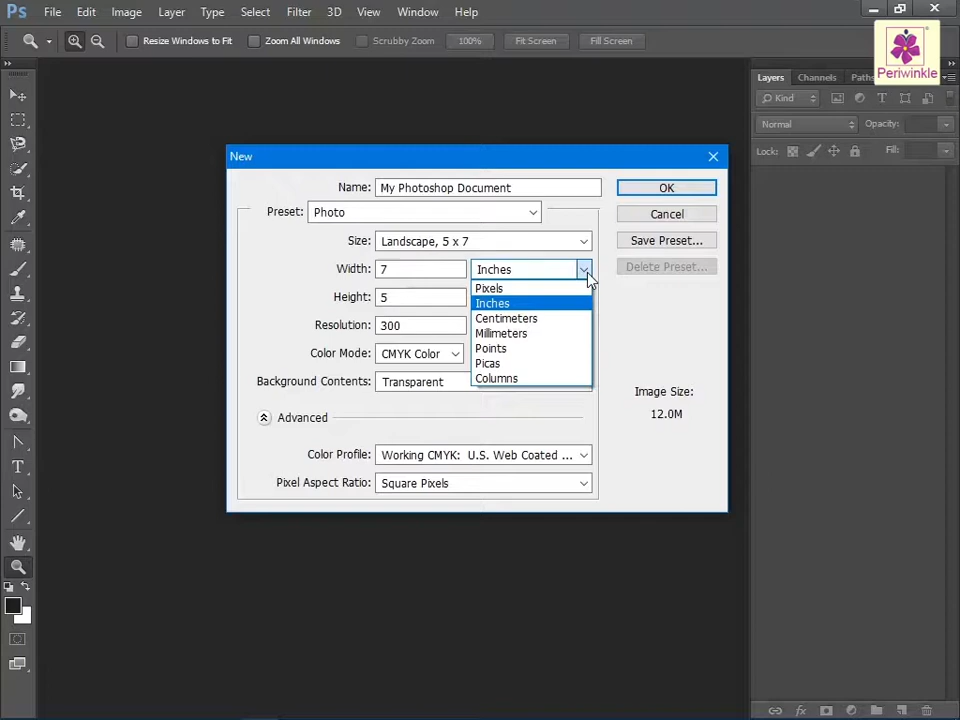 Ps File Edit Image Layer Type Select Filter 3D View Window Help
Resize Windows to Fit Zoom All Windows Scrubby Zoom 100% Fit Screen Fill Screen
Periwinkle
Layers Channels Paths
Kind
Normal Opacity:
Lock: Fill:
New
Name: My Photoshop Document OK
Preset: Photo Cancel
Size: Landscape, 5 x 7 Save Preset...
Width: 7 Inches Delete Preset...
Pixels
Height: 5 Inches
Centimeters
Resolution: 300 Millimeters
Color Mode: CMYK Color Points
Picas
Background Contents: Transparent Columns
Image Size:
12.0M
Advanced
Color Profile: Working CMYK: U.S. Web Coated ...
Pixel Aspect Ratio: Square Pixels
T
fx